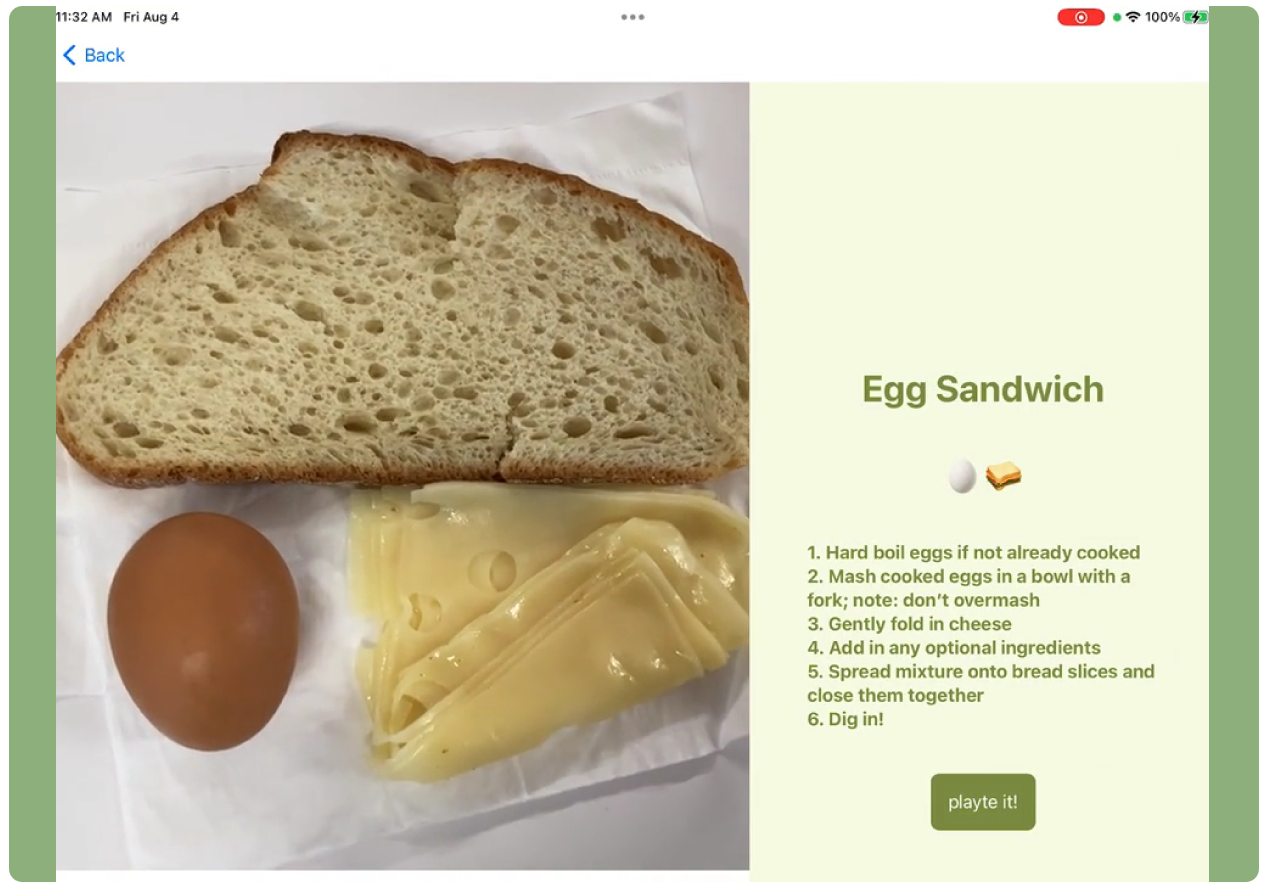 11:32 AM Fri Aug 4
100%
Back
Egg Sandwich
1. Hard boil eggs if not already cooked
2. Mash cooked eggs in a bowl with a
fork; note: don’t overmash
3. Gently fold in cheese
4. Add in any optional ingredients
5. Spread mixture onto bread slices and
close them together
6. Dig in!
playte it!